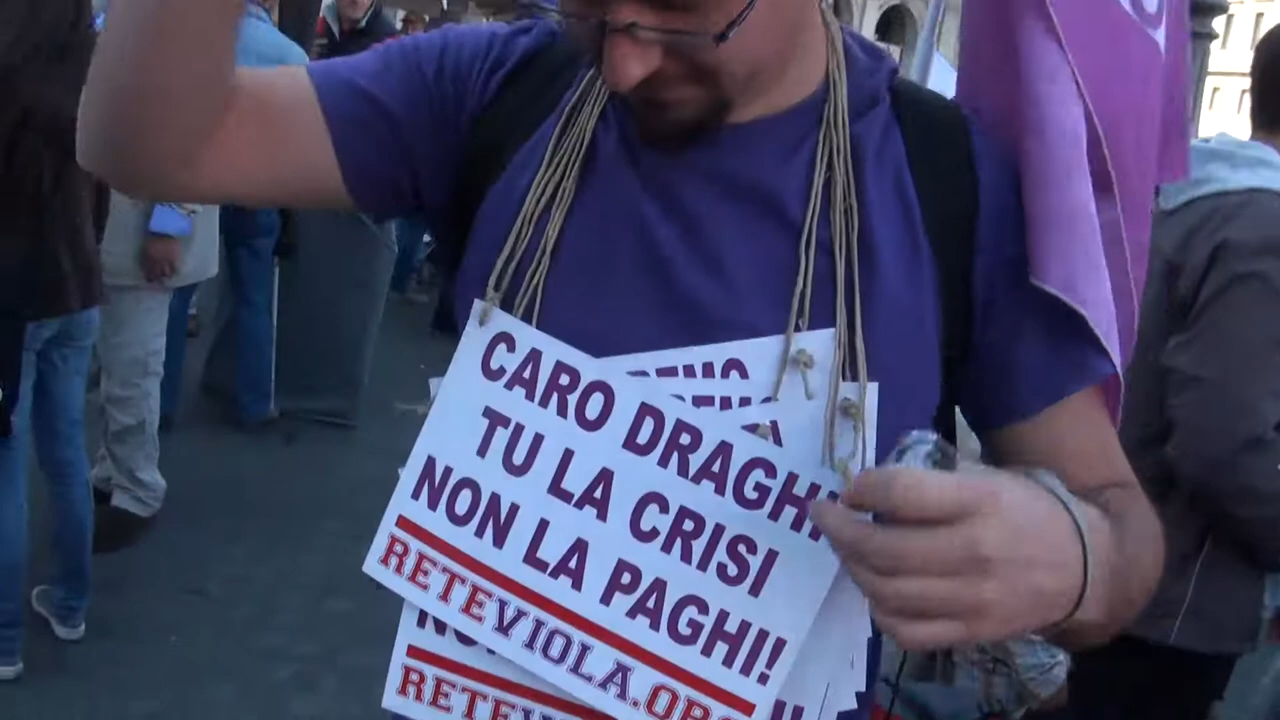 CARO DRAGHI
TU LA CRISI
NON LA PAGHI!!
RETEVIOLA.ORG